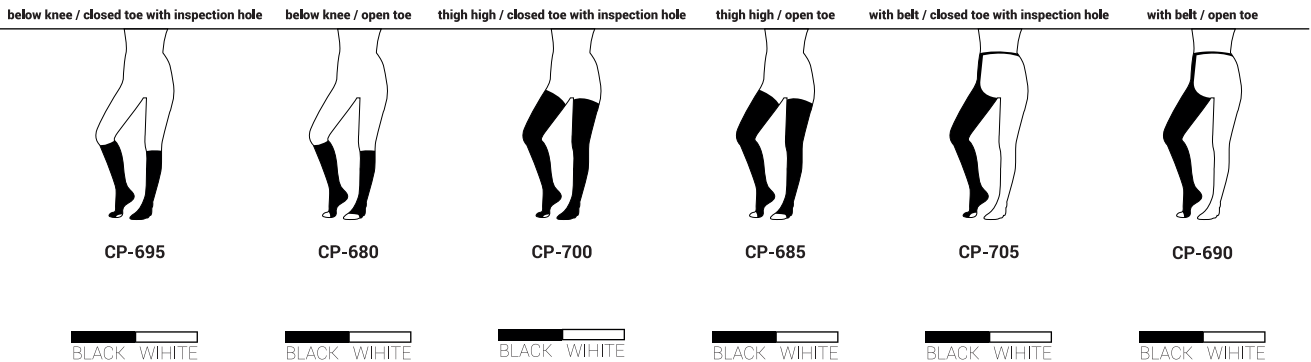 below knee / closed toe with inspection hole
below knee / open toe
thigh high / closed toe with inspection hole
thigh high / open toe
with belt / closed toe with inspection hole
with belt / open toe
CP-695
CP-680
CP-700
CP-685
CP-705
CP-690
BLACK WIHITE
BLACK WIHITE
BLACK WIHITE
BLACK WIHITE
BLACK WIHITE
BLACK WIHITE